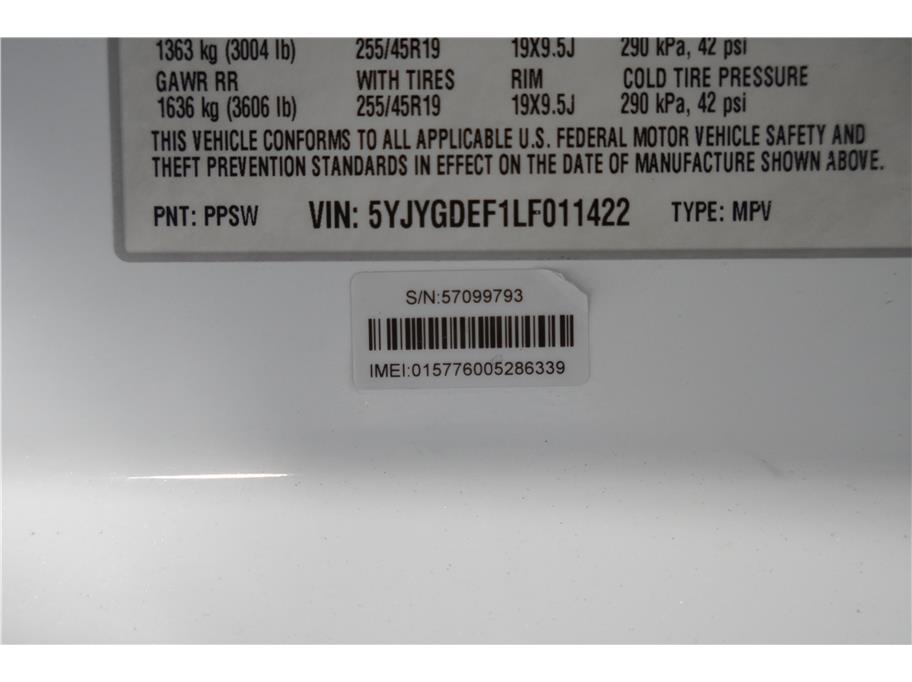 1363 kg (3004 lb) 255/45R19 19X9.5J 290 kPa, 42 psi
GAWR RR WITH TIRES RIM COLD TIRE PRESSURE
1636 kg (3606 lb) 255/45R19 19X9.5J 290 kPa, 42 psi
THIS VEHICLE CONFORMS TO ALL APPLICABLE U.S. FEDERAL MOTOR VEHICLE SAFETY AND
THEFT PREVENTION STANDARDS IN EFFECT ON THE DATE OF MANUFACTURE SHOWN ABOVE.
PNT: PPSW VIN: 5YJYGDEF1LF011422 TYPE: MPV
S/N:57099793
IMEI:015776005286339